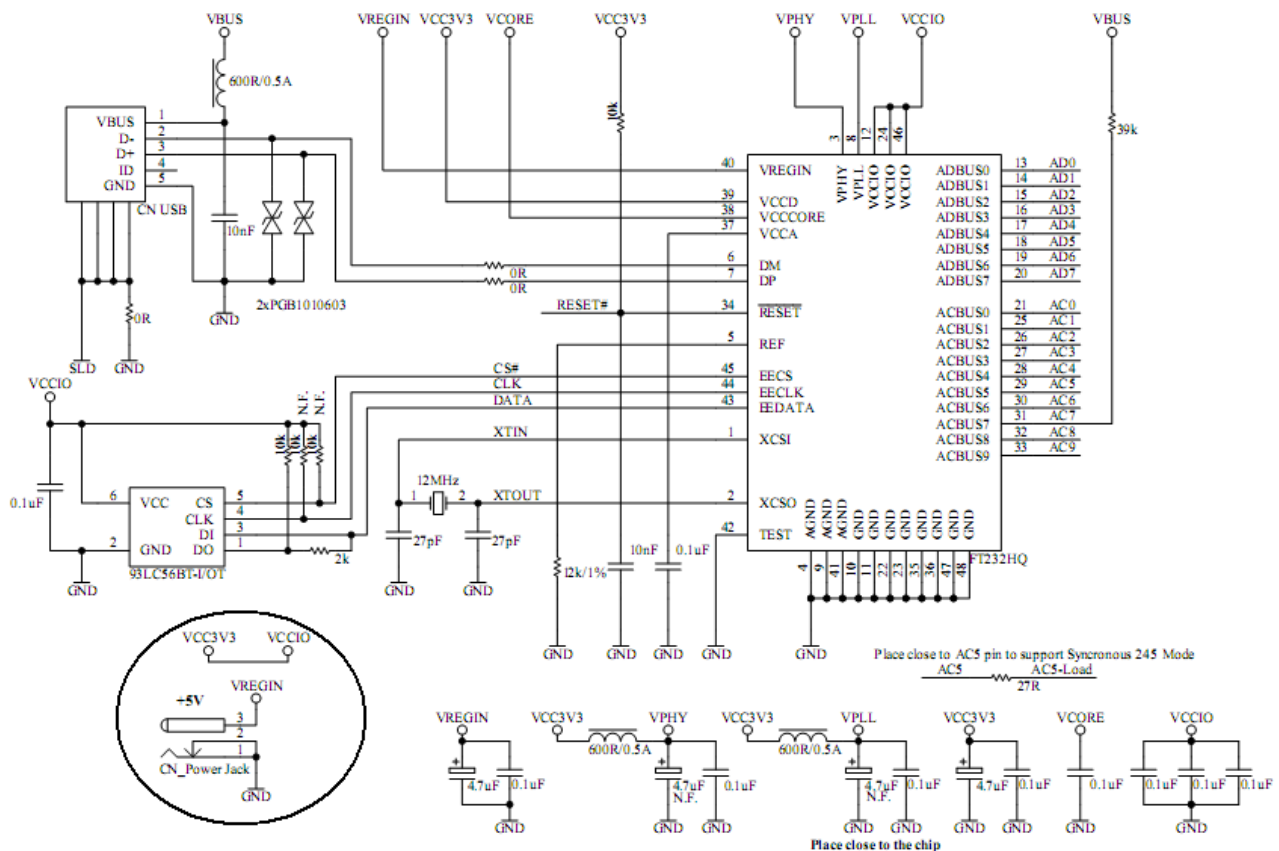 VBUS VREGIN VCC3V3 VCORE VCC3V3 VPHY VPLL VCCIO VBUS
600R/0.5A
10k
39k
VBUS 1
D- 2
D+ 3
ID 4
GND 5
CN USB
10nF
2xPGB1010603
GND
0R
SLD GND
0R
0R
RESET#
3 8 12 24 46
VPHY VPLL VCCIO VCCIO VCCIO
40 VREGIN
39 VCCD
38 VCCCORE
37 VCCA
6 DM
7 DP
34 RESET
5 REF
45 EECS
44 EECLK
43 EEDATA
1 XCSI
2 XCSO
42 TEST
ADBUS0 13 AD0
ADBUS1 14 AD1
ADBUS2 15 AD2
ADBUS3 16 AD3
ADBUS4 17 AD4
ADBUS5 18 AD5
ADBUS6 19 AD6
ADBUS7 20 AD7
ACBUS0 21 AC0
ACBUS1 25 AC1
ACBUS2 26 AC2
ACBUS3 27 AC3
ACBUS4 28 AC4
ACBUS5 29 AC5
ACBUS6 30 AC6
ACBUS7 31 AC7
ACBUS8 32 AC8
ACBUS9 33 AC9
AGND AGND AGND GND GND GND GND GND GND GND GND
4 9 41 10 11 22 23 35 36 47 48
FT232HQ
GND
CS#
CLK
DATA
XTIN
XTOUT
VCCIO
N.F. N.F.
10k 10k 10k
0.1uF
6 VCC CS 5
CLK 4
DI 3
2 GND DO 1
93LC56BT-I/OT
2k
GND
12MHz
1 2
27pF 27pF
GND GND
12k/1%
10nF 0.1uF
GND GND GND GND
VCC3V3 VCCIO
VREGIN
+5V
3
2
1
CN_Power Jack
GND
Place close to AC5 pin to support Syncronous 245 Mode
AC5 AC5-Load
27R
VREGIN VCC3V3 VPHY VCC3V3 VPLL VCC3V3 VCORE VCCIO
600R/0.5A 600R/0.5A
+ + + +
4.7uF 0.1uF 4.7uF 0.1uF 4.7uF 0.1uF 4.7uF 0.1uF 0.1uF 0.1uF 0.1uF 0.1uF
N.F. N.F.
GND GND GND GND GND GND GND GND GND
Place close to the chip